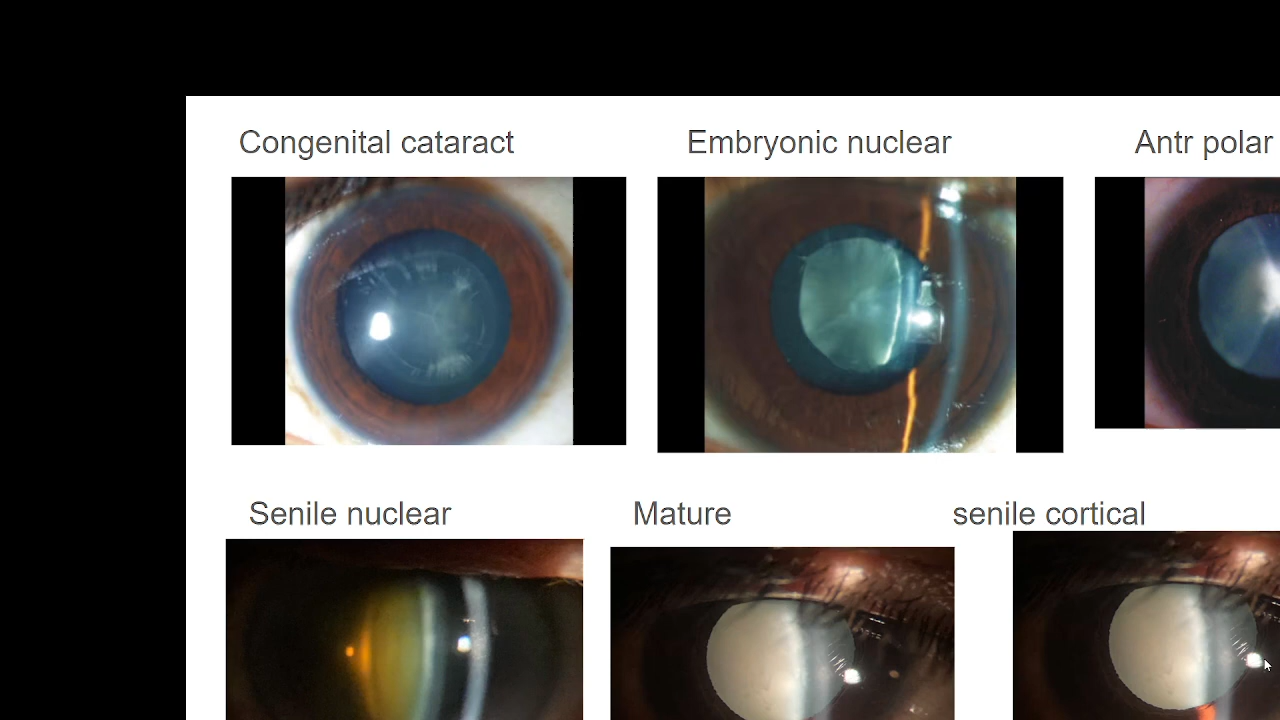 Congenital cataract
Embryonic nuclear
Antr polar
Senile nuclear
Mature
senile cortical